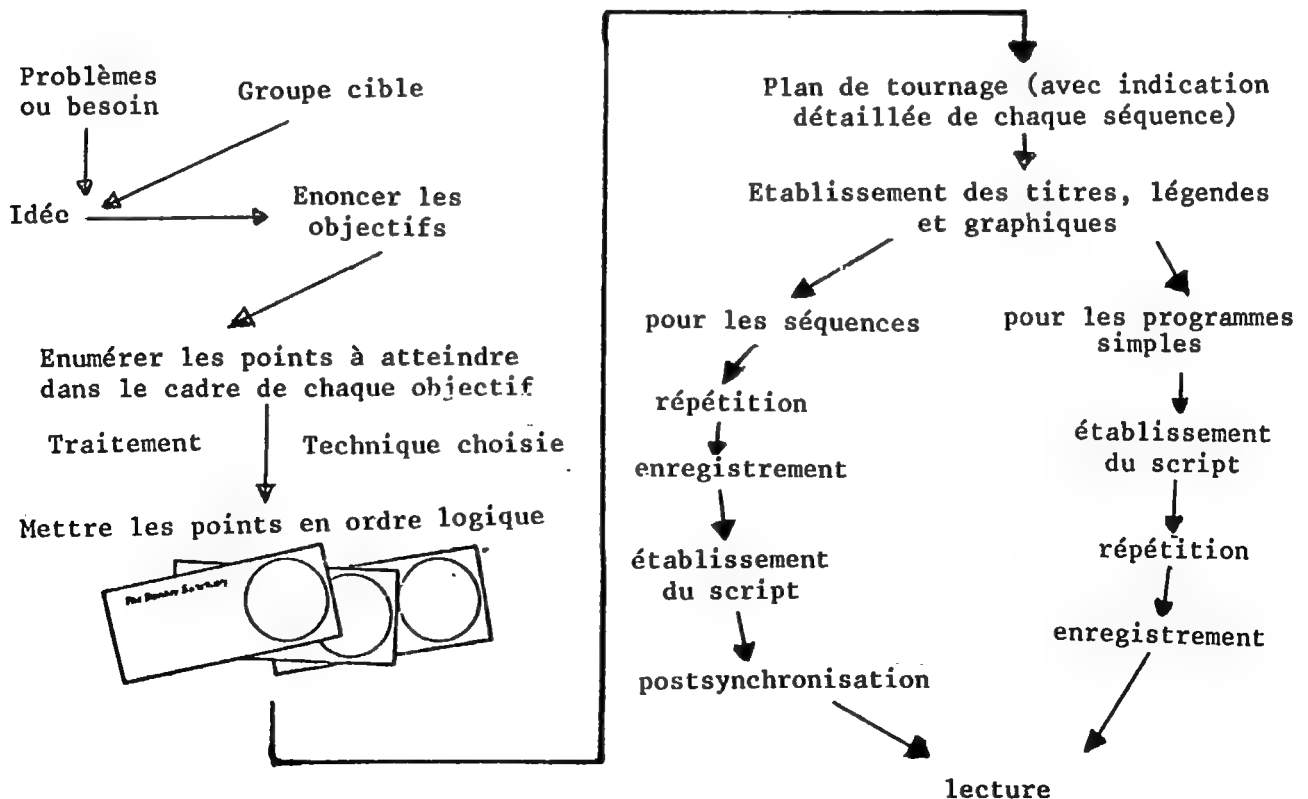 Problèmes
ou besoin
Groupe cible
Idée
Enoncer les
objectifs
Enumérer les points à atteindre
dans le cadre de chaque objectif
Traitement
Technique choisie
Mettre les points en ordre logique
Plan de tournage (avec indication
détaillée de chaque séquence)
Etablissement des titres, légendes
et graphiques
pour les séquences
répétition
enregistrement
établissement
du script
postsynchronisation
pour les programmes
simples
établissement
du script
répétition
enregistrement
lecture